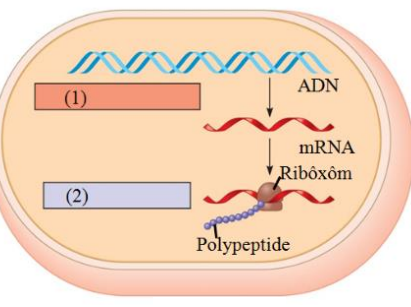 ADN
(1)
mRNA
Ribôxôm
(2)
Polypeptide